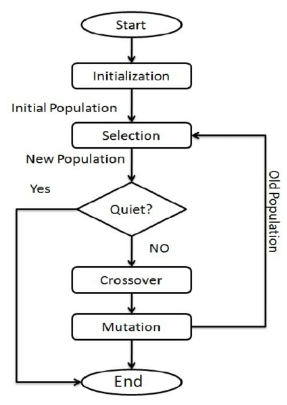 Start
Initialization
Initial Population
Selection
New Population
Yes
Quiet?
Old Population
NO
Crossover
Mutation
End